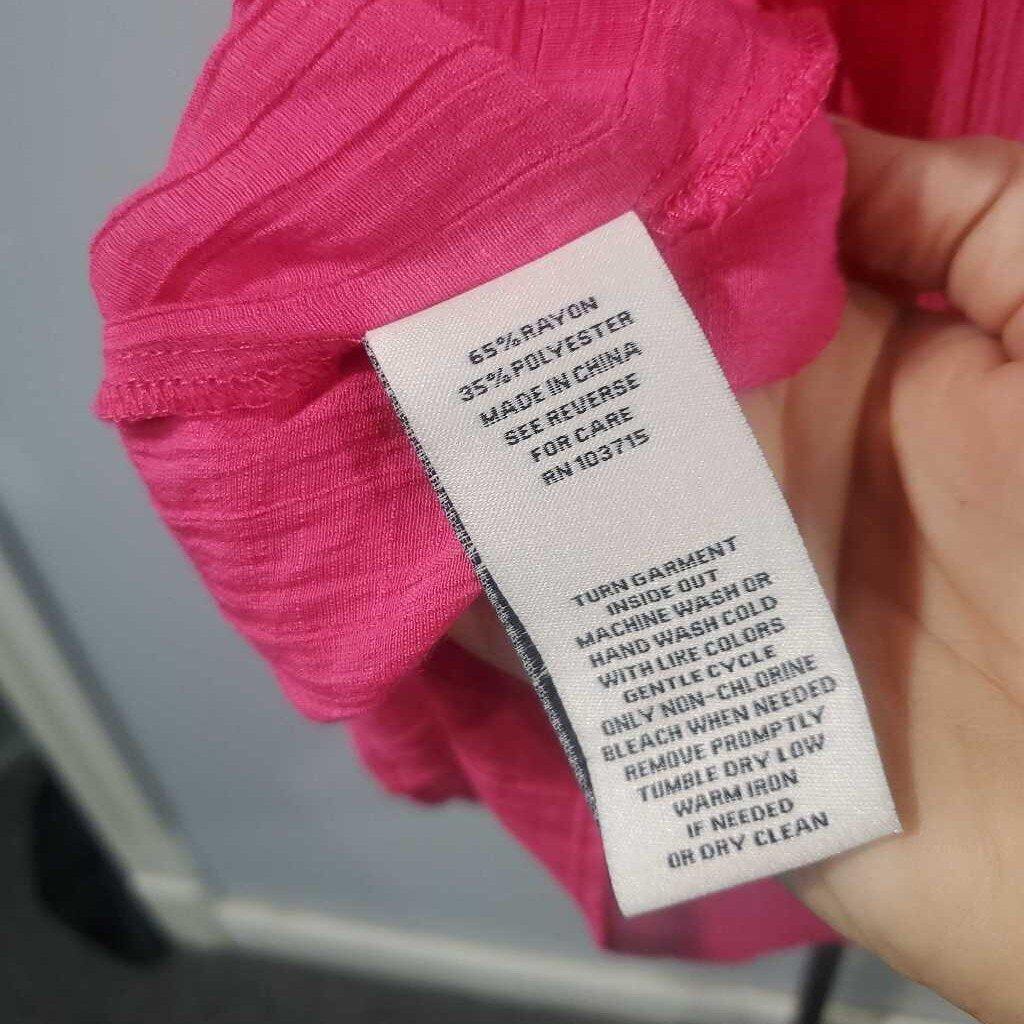 65% RAYON
35% POLYESTER
MADE IN CHINA
SEE REVERSE
FOR CARE
RN 103715
TURN GARMENT
INSIDE OUT
MACHINE WASH OR
HAND WASH COLD
WITH LIKE COLORS
GENTLE CYCLE
ONLY NON-CHLORINE
BLEACH WHEN NEEDED
REMOVE PROMPTLY
TUMBLE DRY LOW
WARM IRON
IF NEEDED
OR DRY CLEAN